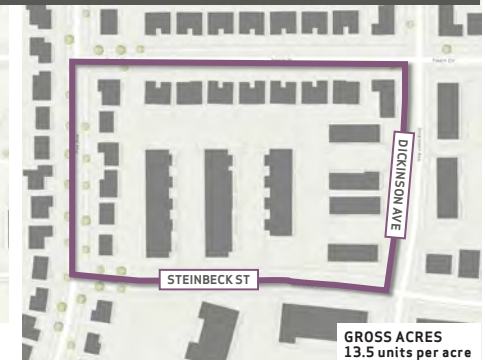 DICKINSON AVE
STEINBECK ST
GROSS ACRES
13.5 units per acre